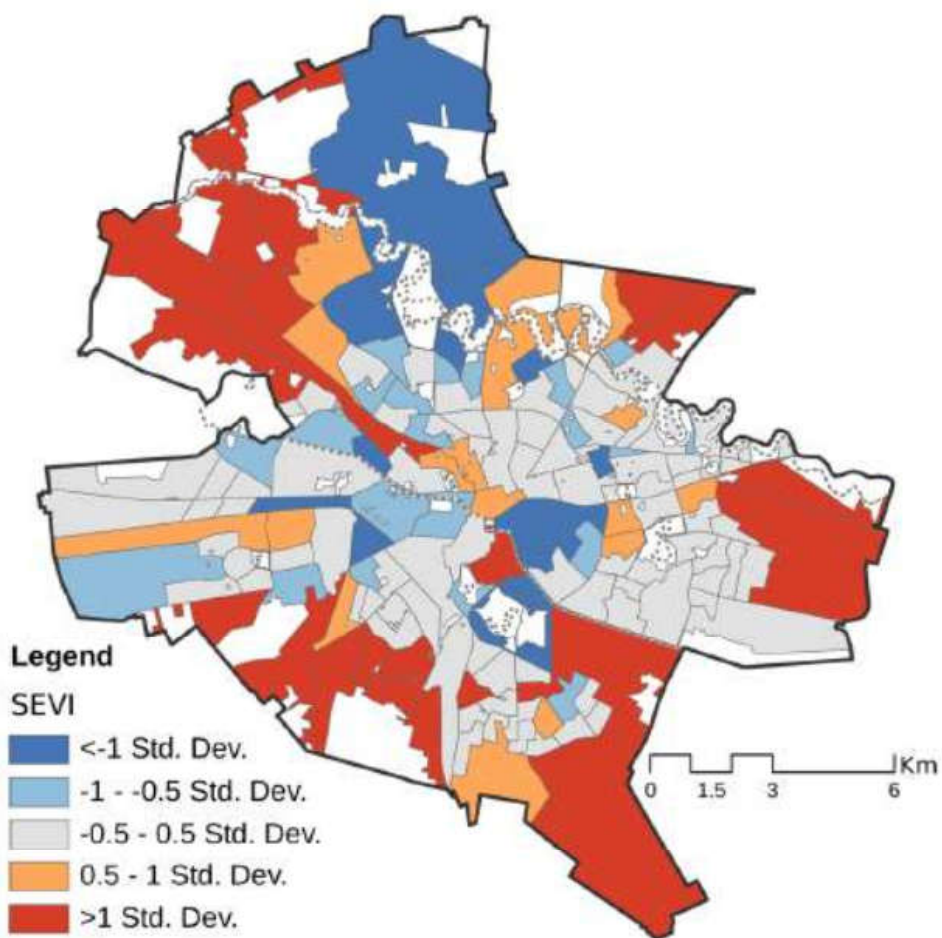 Legend
SEVI
<-1 Std. Dev.
-1 - -0.5 Std. Dev.
-0.5 - 0.5 Std. Dev.
0.5 - 1 Std. Dev.
>1 Std. Dev.
Km
0 1.5 3 6